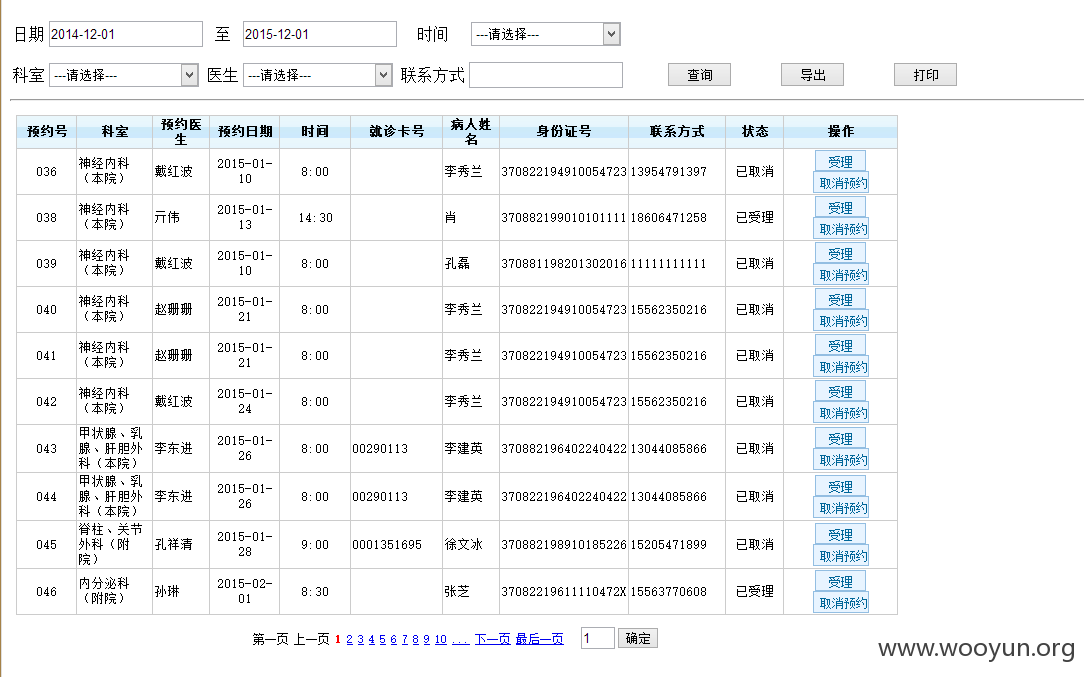 日期 2014-12-01 至 2015-12-01 时间 ---请选择---
科室 ---请选择--- 医生 ---请选择--- 联系方式 查询 导出 打印
预约号 科室 预约医生 预约日期 时间 就诊卡号 病人姓名 身份证号 联系方式 状态 操作
036 神经内科（本院） 戴红波 2015-01-10 8:00 李秀兰 370822194910054723 13954791397 已取消 受理 取消预约
038 神经内科（本院） 亓伟 2015-01-13 14:30 肖 370882199010101111 18606471258 已受理 受理 取消预约
039 神经内科（本院） 戴红波 2015-01-10 8:00 孔磊 370881198201302016 11111111111 已取消 受理 取消预约
040 神经内科（本院） 赵珊珊 2015-01-21 8:00 李秀兰 370822194910054723 15562350216 已取消 受理 取消预约
041 神经内科（本院） 赵珊珊 2015-01-21 8:00 李秀兰 370822194910054723 15562350216 已取消 受理 取消预约
042 神经内科（本院） 戴红波 2015-01-24 8:00 李秀兰 370822194910054723 15562350216 已取消 受理 取消预约
043 甲状腺、乳腺、肝胆外科（本院） 李东进 2015-01-26 8:00 00290113 李建英 370822196402240422 13044085866 已取消 受理 取消预约
044 甲状腺、乳腺、肝胆外科（本院） 李东进 2015-01-26 8:00 00290113 李建英 370822196402240422 13044085866 已取消 受理 取消预约
045 脊柱、关节外科（附院） 孔祥清 2015-01-28 9:00 0001351695 徐文冰 370882198910185226 15205471899 已取消 受理 取消预约
046 内分泌科（附院） 孙琳 2015-02-01 8:30 张芝 37082219611110472X 15563770608 已受理 受理 取消预约
第一页 上一页 1 2 3 4 5 6 7 8 9 10 ... 下一页 最后一页 1 确定
www.wooyun.org